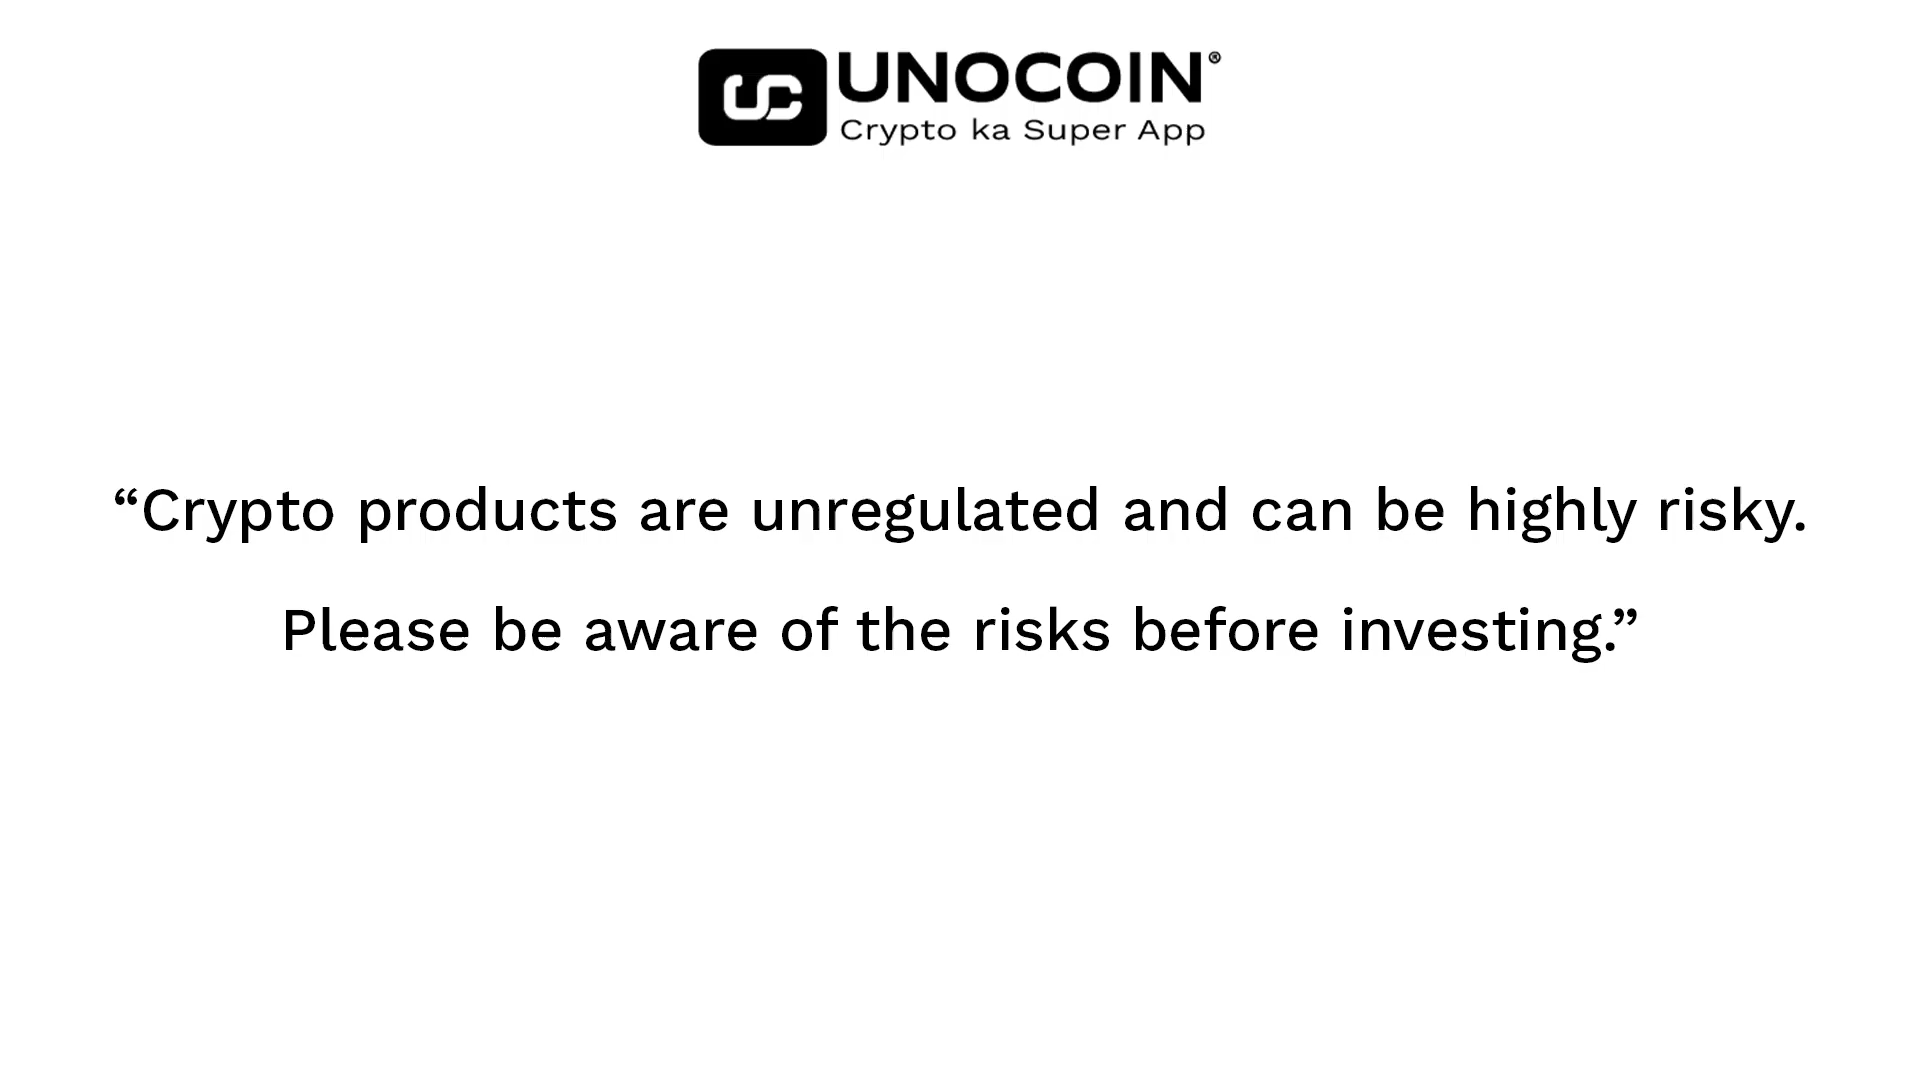 UNOCOIN®
Crypto ka Super App
“Crypto products are unregulated and can be highly risky.
Please be aware of the risks before investing.”